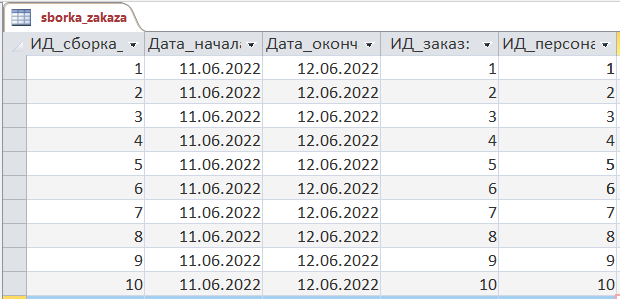 sborka_zakaza
ИД_сборка_ Дата_начала Дата_оконч ИД_заказ: ИД_персона
1 11.06.2022 12.06.2022 1 1
2 11.06.2022 12.06.2022 2 2
3 11.06.2022 12.06.2022 3 3
4 11.06.2022 12.06.2022 4 4
5 11.06.2022 12.06.2022 5 5
6 11.06.2022 12.06.2022 6 6
7 11.06.2022 12.06.2022 7 7
8 11.06.2022 12.06.2022 8 8
9 11.06.2022 12.06.2022 9 9
10 11.06.2022 12.06.2022 10 10